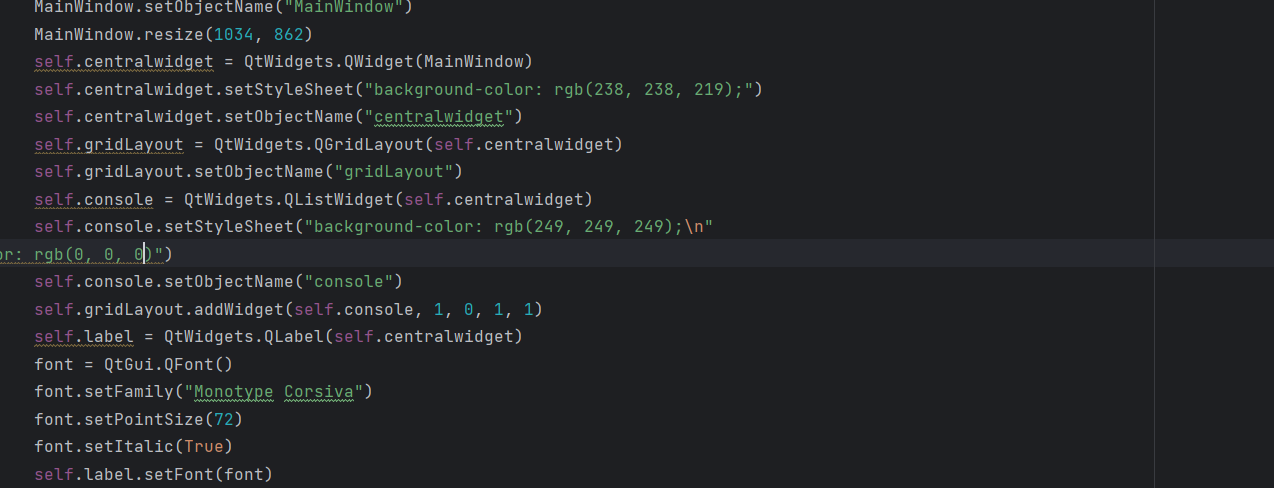 MainWindow.setObjectName("MainWindow")
MainWindow.resize(1034, 862)
self.centralwidget = QtWidgets.QWidget(MainWindow)
self.centralwidget.setStyleSheet("background-color: rgb(238, 238, 219);")
self.centralwidget.setObjectName("centralwidget")
self.gridLayout = QtWidgets.QGridLayout(self.centralwidget)
self.gridLayout.setObjectName("gridLayout")
self.console = QtWidgets.QListWidget(self.centralwidget)
self.console.setStyleSheet("background-color: rgb(249, 249, 249);\n"
or: rgb(0, 0, 0)")
self.console.setObjectName("console")
self.gridLayout.addWidget(self.console, 1, 0, 1, 1)
self.label = QtWidgets.QLabel(self.centralwidget)
font = QtGui.QFont()
font.setFamily("Monotype Corsiva")
font.setPointSize(72)
font.setItalic(True)
self.label.setFont(font)